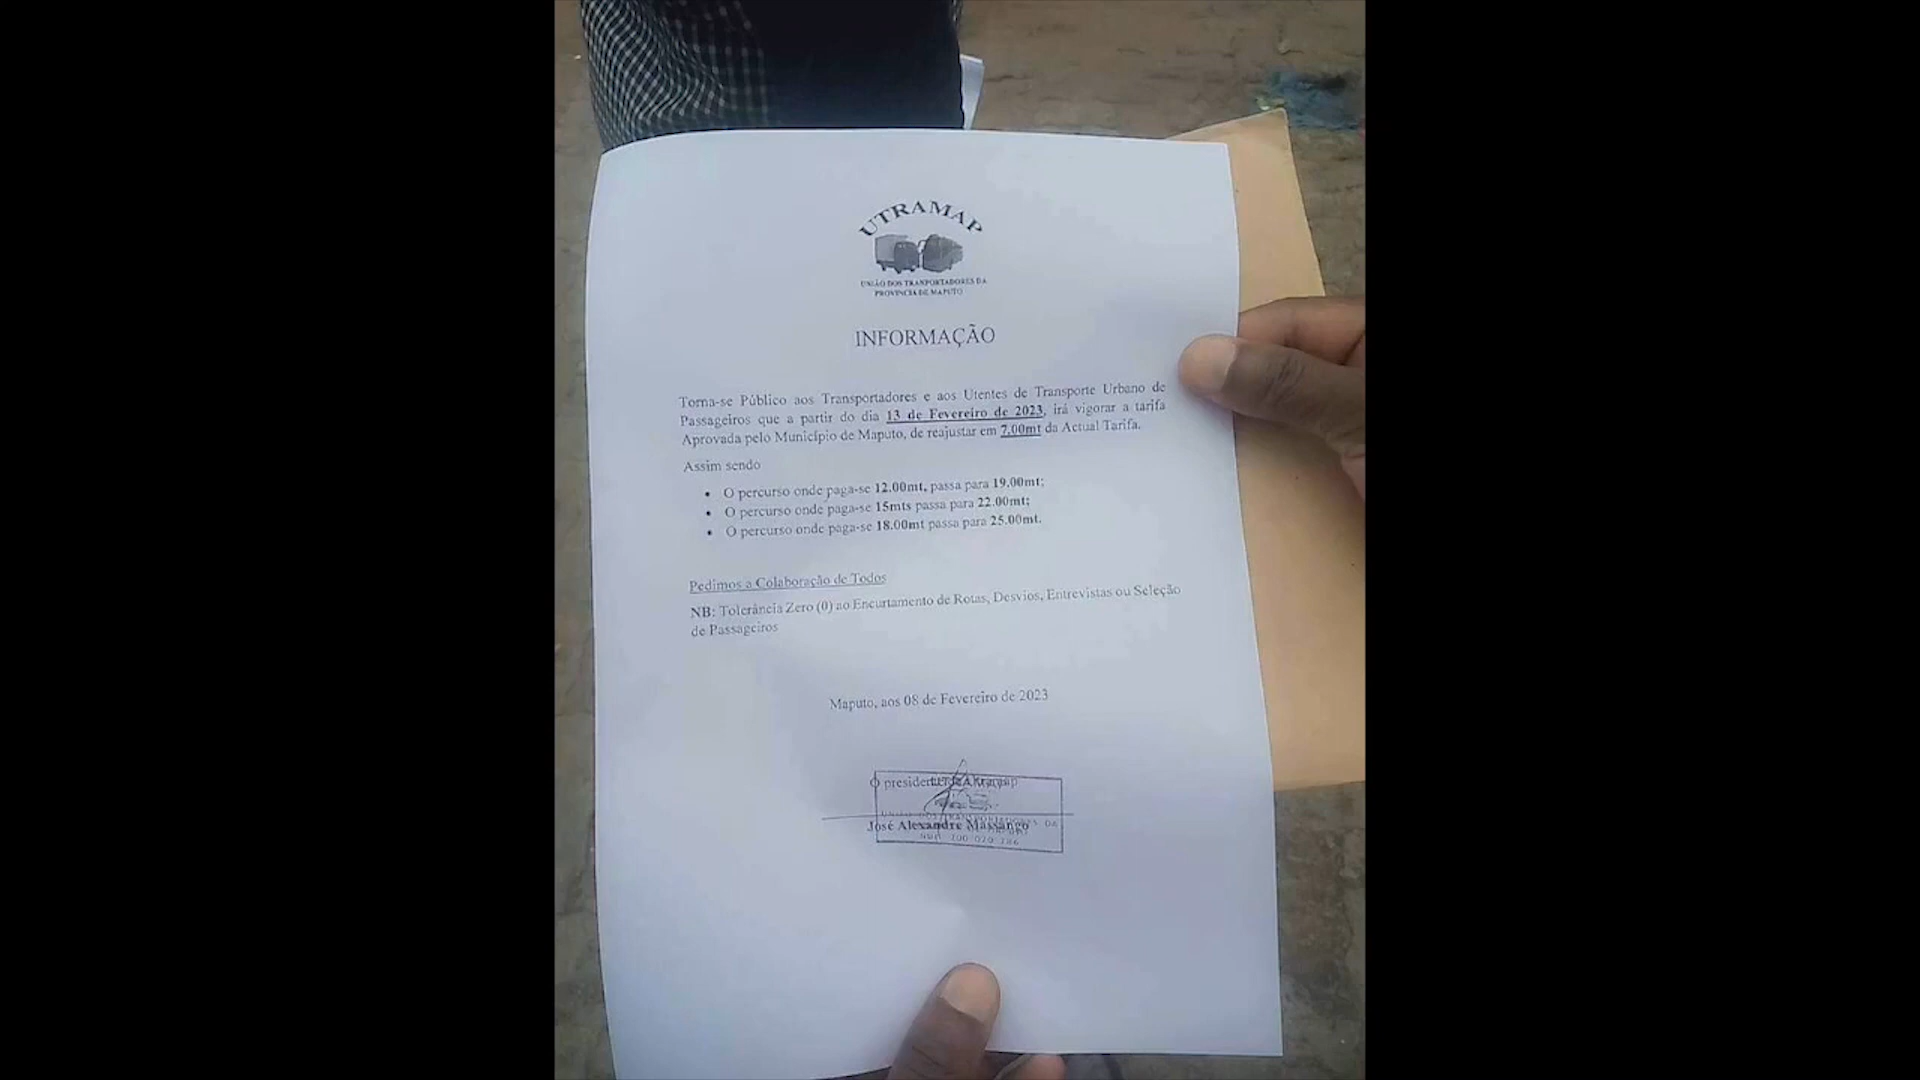 UTRAMAP
UNIÃO DOS TRANPORTADORES DA
PROVINCIA DE MAPUTO
INFORMAÇÃO
Torna-se Público aos Transportadores e aos Utentes de Transporte Urbano de
Passageiros que a partir do dia 13 de Fevereiro de 2023, irá vigorar a tarifa
Aprovada pelo Município de Maputo, de reajustar em 7.00mt da Actual Tarifa.
Assim sendo
• O percurso onde paga-se 12.00mt, passa para 19.00mt;
• O percurso onde paga-se 15mts passa para 22.00mt;
• O percurso onde paga-se 18.00mt passa para 25.00mt.
Pedimos a Colaboração de Todos
NB: Tolerância Zero (0) ao Encurtamento de Rotas, Desvios, Entrevistas ou Seleção
de Passageiros
Maputo, aos 08 de Fevereiro de 2023
O
José Alexandre Massango